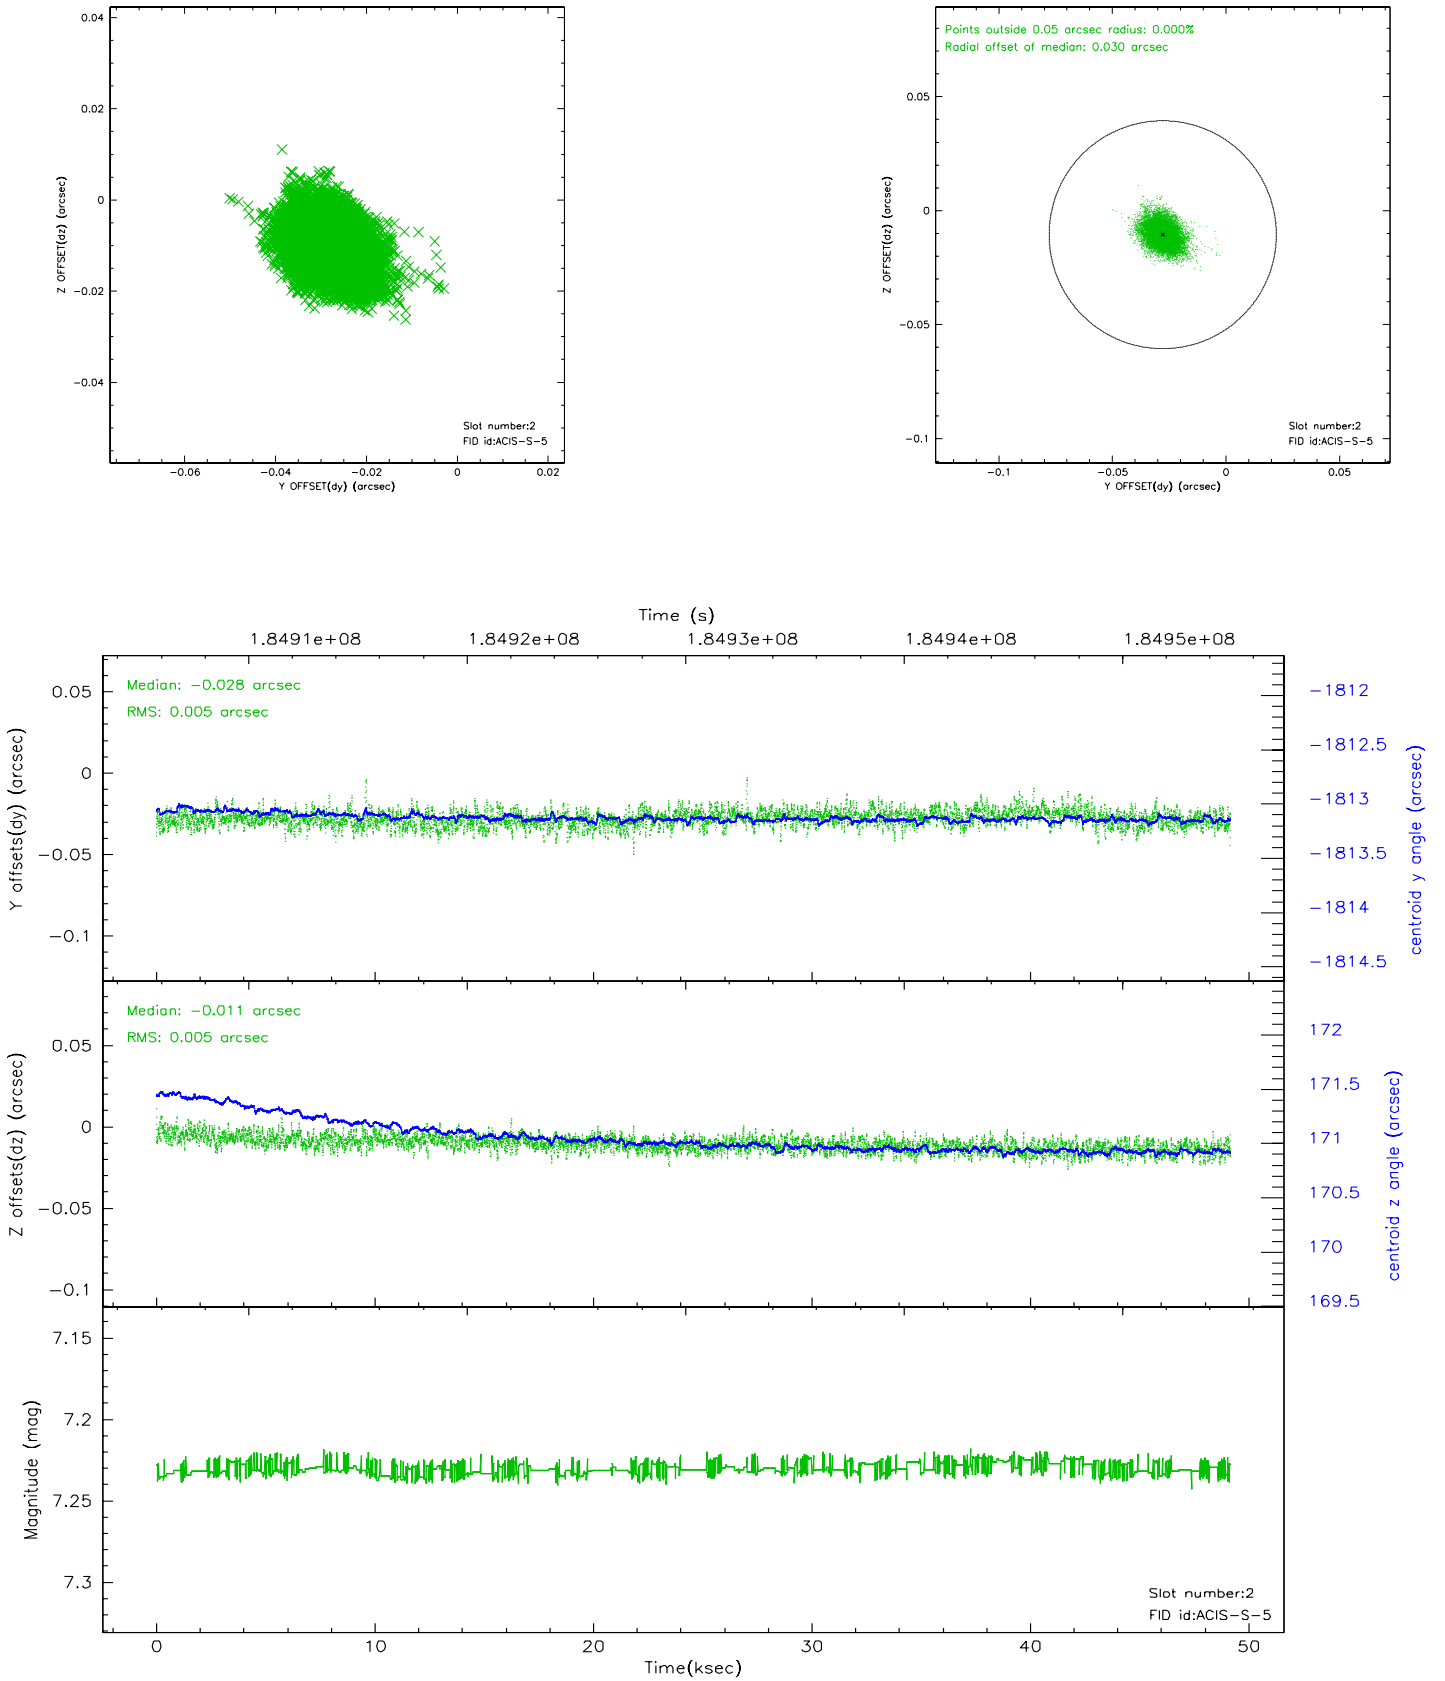 0.04
0.02
0
−0.02
−0.04
Z OFFSET(dz) (arcsec)
Slot number:2
FID id:ACIS−S−5
−0.06 −0.04 −0.02 0 0.02
Y OFFSET(dy) (arcsec)
Points outside 0.05 arcsec radius: 0.000%
Radial offset of median: 0.030 arcsec
0.05
0
−0.05
−0.1
Z OFFSET(dz) (arcsec)
Slot number:2
FID id:ACIS−S−5
−0.1 −0.05 0 0.05
Y OFFSET(dy) (arcsec)
Time (s)
1.8491e+08 1.8492e+08 1.8493e+08 1.8494e+08 1.8495e+08
Median: −0.028 arcsec
RMS: 0.005 arcsec
0.05
0
−0.05
−0.1
Y offsets(dy) (arcsec)
−1812
−1812.5
−1813
−1813.5
−1814
−1814.5
centroid y angle (arcsec)
Median: −0.011 arcsec
RMS: 0.005 arcsec
0.05
0
−0.05
−0.1
Z offsets(dz) (arcsec)
172
171.5
171
170.5
170
169.5
centroid z angle (arcsec)
7.15
7.2
7.25
7.3
Magnitude (mag)
Slot number:2
FID id:ACIS−S−5
0 10 20 30 40 50
Time(ksec)